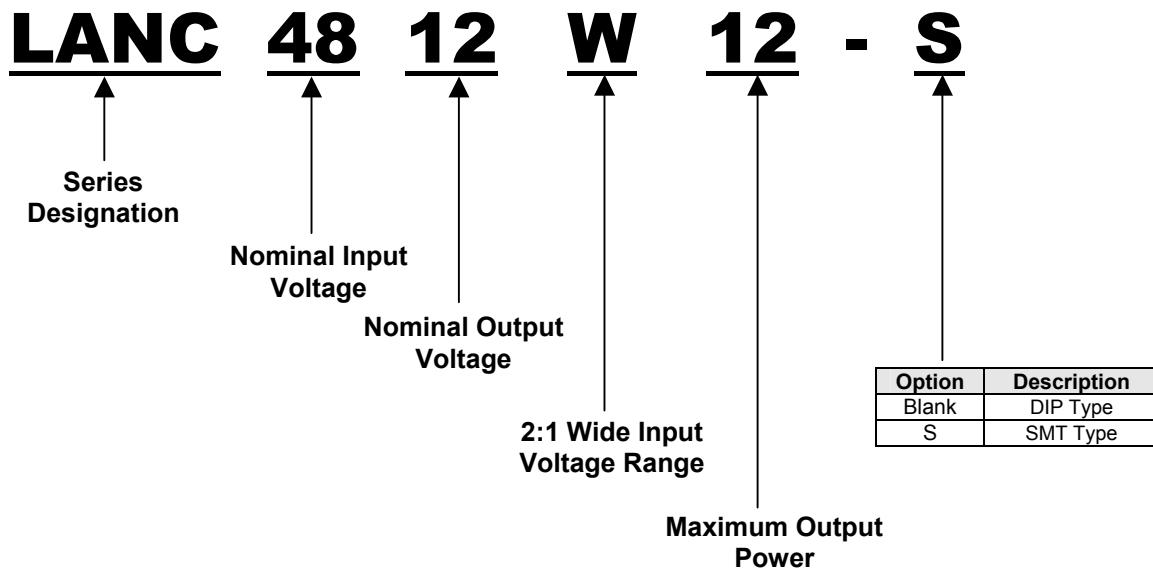 LANC 48 12 W 12 - S
Series
Designation
Nominal Input
Voltage
Nominal Output
Voltage
2:1 Wide Input
Voltage Range
Maximum Output
Power
Option Description
Blank DIP Type
S SMT Type